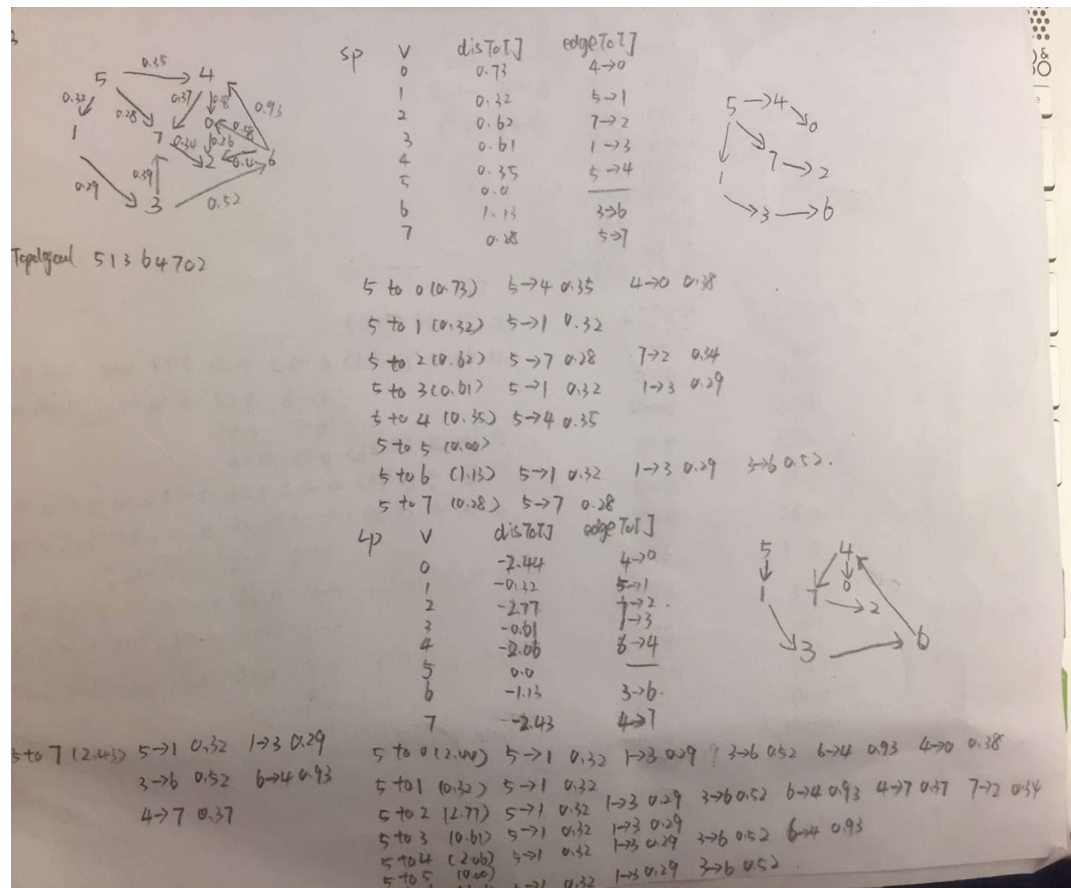 5 0.35 4
0.32 0.28 0.37 0.93
1 7 0 0.34 0.26 2 6
0.29 0.39 3 0.52
Topological 51364702
sp V disTo[] edgeTo[]
0 0.73 4→0
1 0.32 5→1
2 0.62 7→2
3 0.61 1→3
4 0.35 5→4
5 0.0 —
6 1.13 3→6
7 0.28 5→7
5→4
0
7→2
1
3→6
5 to 0 (0.73) 5→4 0.35 4→0 0.38
5 to 1 (0.32) 5→1 0.32
5 to 2 (0.62) 5→7 0.28 7→2 0.34
5 to 3 (0.61) 5→1 0.32 1→3 0.29
5 to 4 (0.35) 5→4 0.35
5 to 5 (0.00)
5 to 6 (1.13) 5→1 0.32 1→3 0.29 3→6 0.52.
5 to 7 (0.28) 5→7 0.28
Lp V disTo[] edgeTo[]
0 -2.44 4→0
1 -0.32 5→1
2 -2.77 7→2.
3 -0.61 1→3
4 -2.06 6→4
5 0.0 —
6 -1.13 3→6.
7 -2.43 4→7
5 4
1 7 0 2
3 6
5 to 7 (2.43) 5→1 0.32 1→3 0.29
3→6 0.52 6→4 0.93
4→7 0.37
5 to 0 5→1 0.32 1→3 0.29 3→6 0.52 6→4 0.93 4→0 0.38
5 to 1 (0.32) 5→1 0.32
5 to 2 (2.77) 5→1 0.32 1→3 0.29 3→6 0.52 6→4 0.93 4→7 0.37 7→2 0.34
5 to 3 (0.61) 5→1 0.32 1→3 0.29
5 to 4 (2.06) 5→1 0.32 1→3 0.29 3→6 0.52 6→4 0.93
5 to 5 (0.00)
5→1 0.32 1→3 0.29 3→6 0.52.